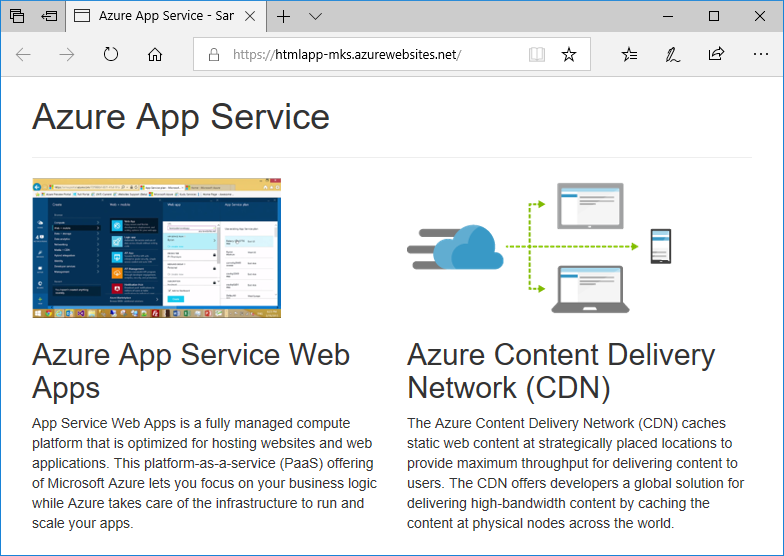 Azure App Service - Sar
https://htmlapp-mks.azurewebsites.net/
Azure App Service
Azure App Service Web
Apps
App Service Web Apps is a fully managed compute
platform that is optimized for hosting websites and web
applications. This platform-as-a-service (PaaS) offering
of Microsoft Azure lets you focus on your business logic
while Azure takes care of the infrastructure to run and
scale your apps.
Azure Content Delivery
Network (CDN)
The Azure Content Delivery Network (CDN) caches
static web content at strategically placed locations to
provide maximum throughput for delivering content to
users. The CDN offers developers a global solution for
delivering high-bandwidth content by caching the
content at physical nodes across the world.